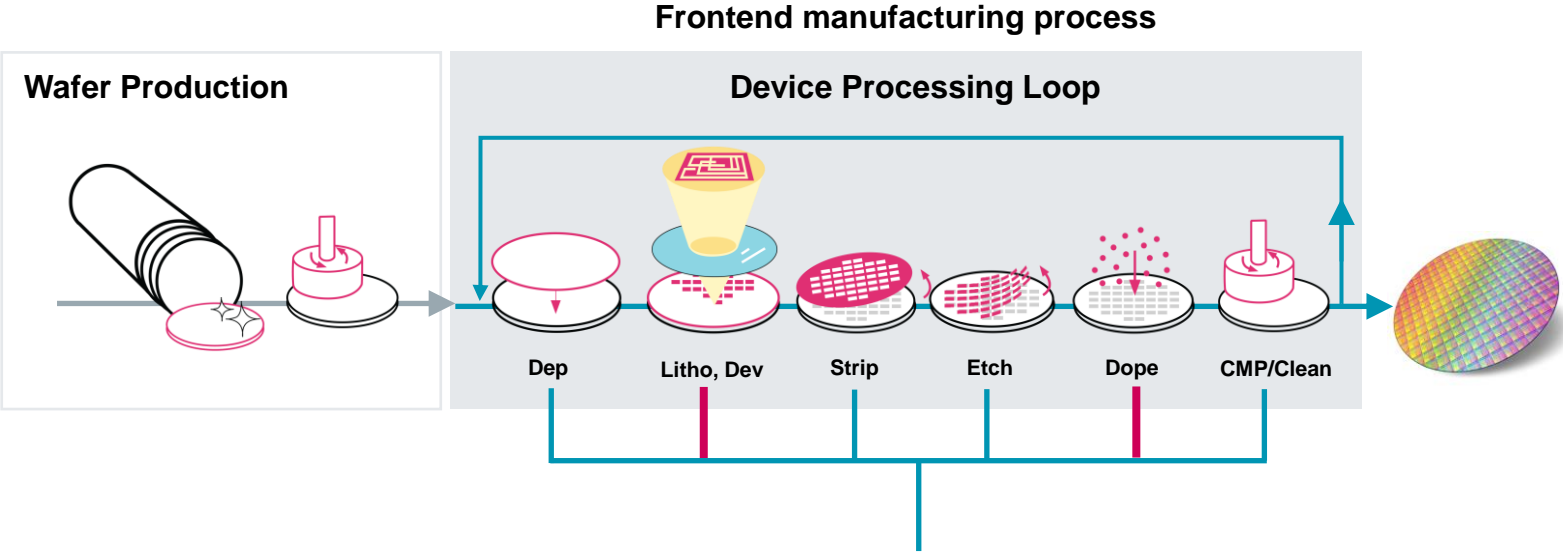 Frontend manufacturing process
Wafer Production
Device Processing Loop
Dep
Litho, Dev
Strip
Etch
Dope
CMP/Clean